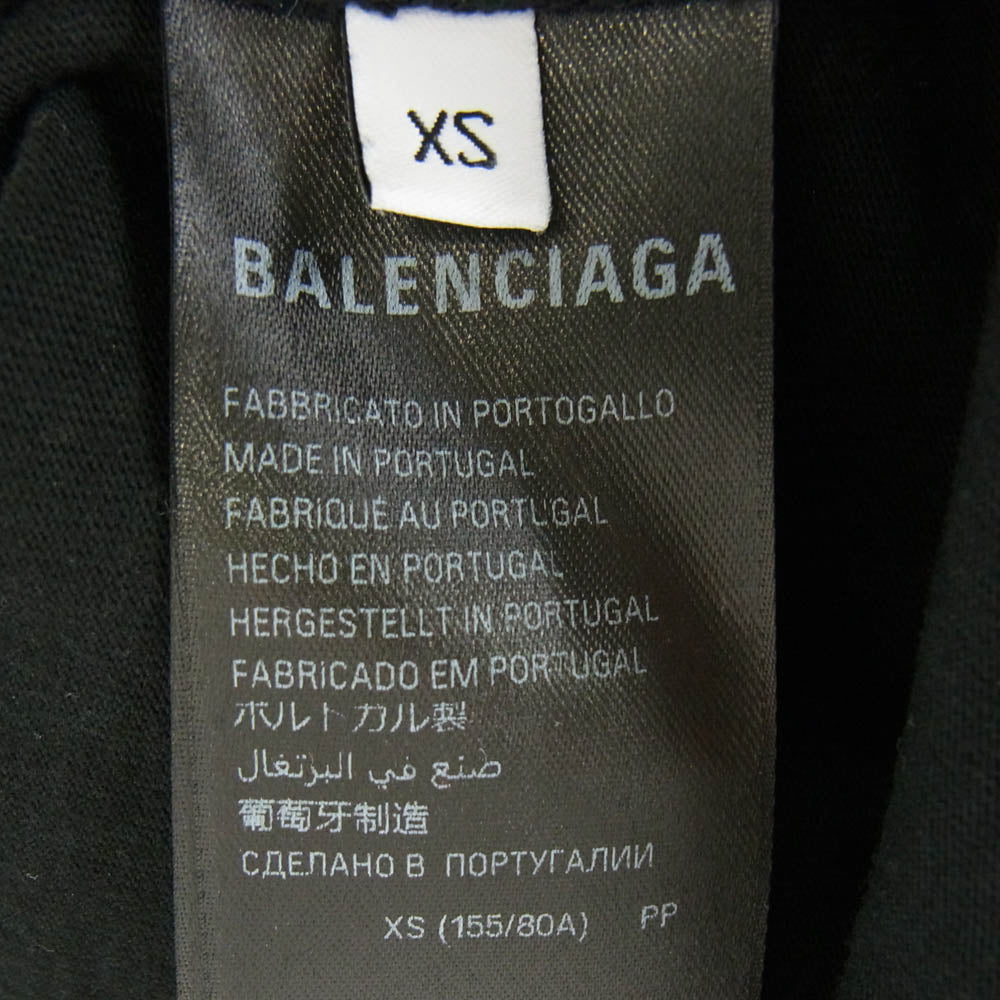 XS
BALENCIAGA
FABBRICATO IN PORTOGALLO
MADE IN PORTUGAL
FABRIQUÉ AU PORTUGAL
HECHO EN PORTUGAL
HERGESTELLT IN PORTUGAL
FABRICADO EM PORTUGAL
ポルトカル製
صنع في البرتغال
葡萄牙制造
СДЕЛАНО В ПОРТУГАЛИИ
XS (155/80A) PP